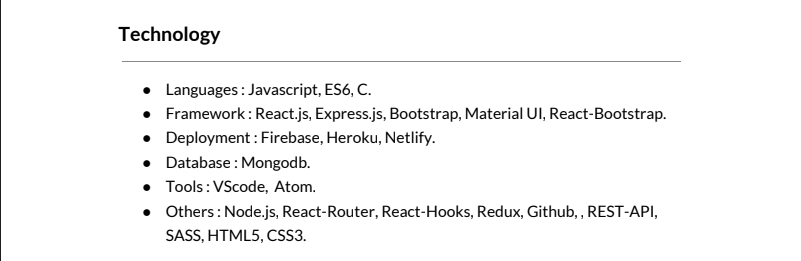 Technology
● Languages : Javascript, ES6, C.
● Framework : React.js, Express.js, Bootstrap, Material UI, React-Bootstrap.
● Deployment : Firebase, Heroku, Netlify.
● Database : Mongodb.
● Tools : VScode,  Atom.
● Others : Node.js, React-Router, React-Hooks, Redux, Github, , REST-API,
SASS, HTML5, CSS3.